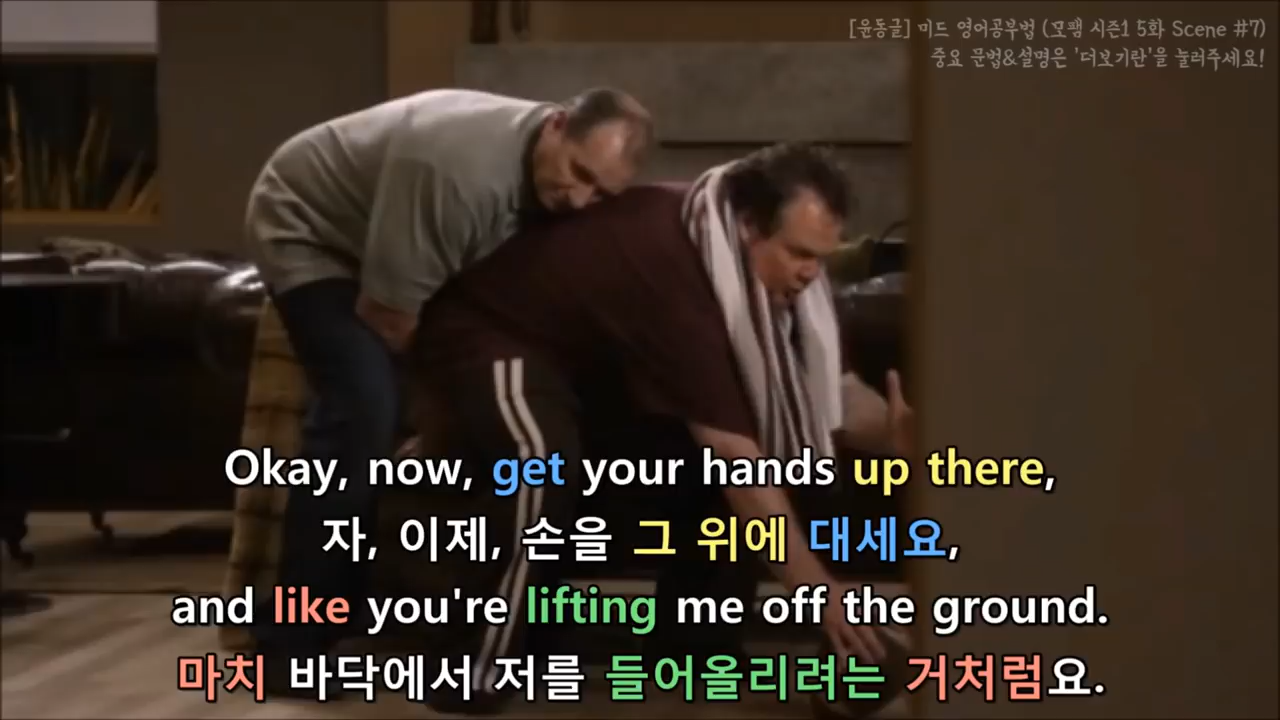 [윤동글] 미드 영어공부법 (모팸 시즌1 5화 Scene #7)
중요 문법&설명은 '더보기란'을 눌러주세요!
Okay, now, get your hands up there,
자, 이제, 손을 그 위에 대세요,
and like you're lifting me off the ground.
마치 바닥에서 저를 들어올리려는 거처럼요.